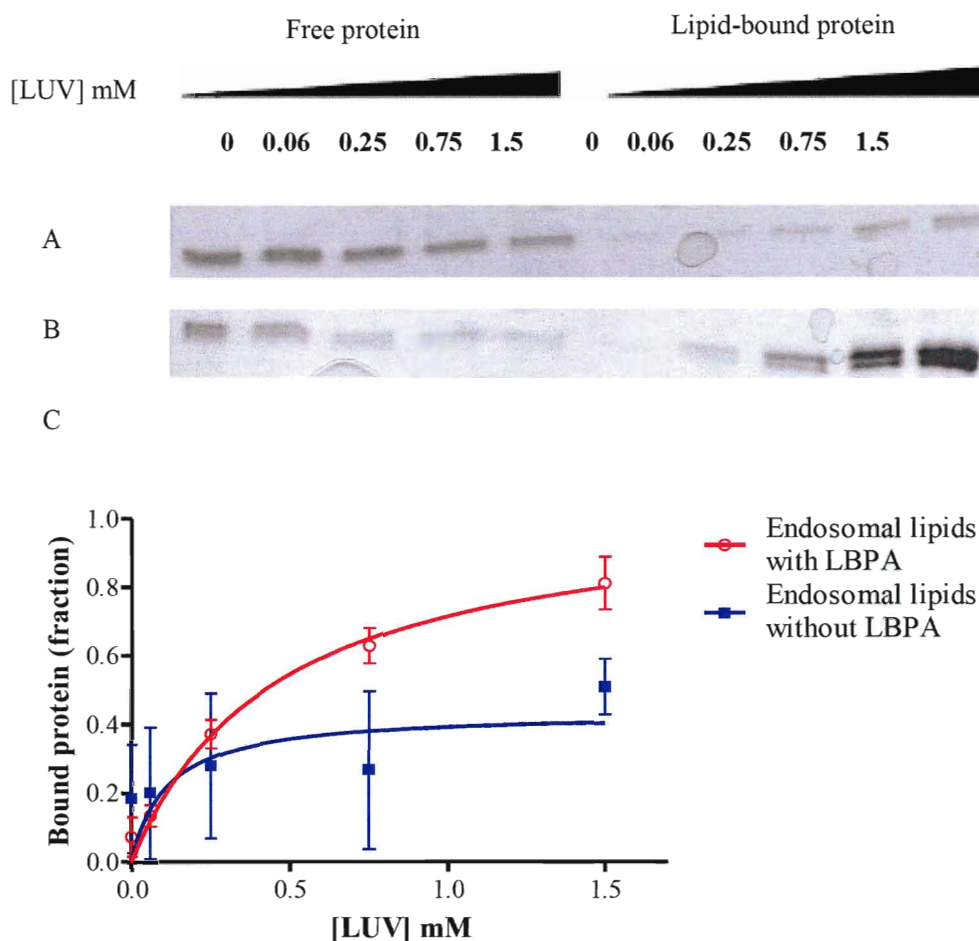 Free protein
Lipid-bound protein
[LUV] mM
0 0.06 0.25 0.75 1.5 0 0.06 0.25 0.75 1.5
A
B
C
1.0
0.8
0.6
0.4
0.2
0.0
Bound protein (fraction)
0.0 0.5 1.0 1.5
[LUV] mM
Endosomal lipids
with LBPA
Endosomal lipids
without LBPA